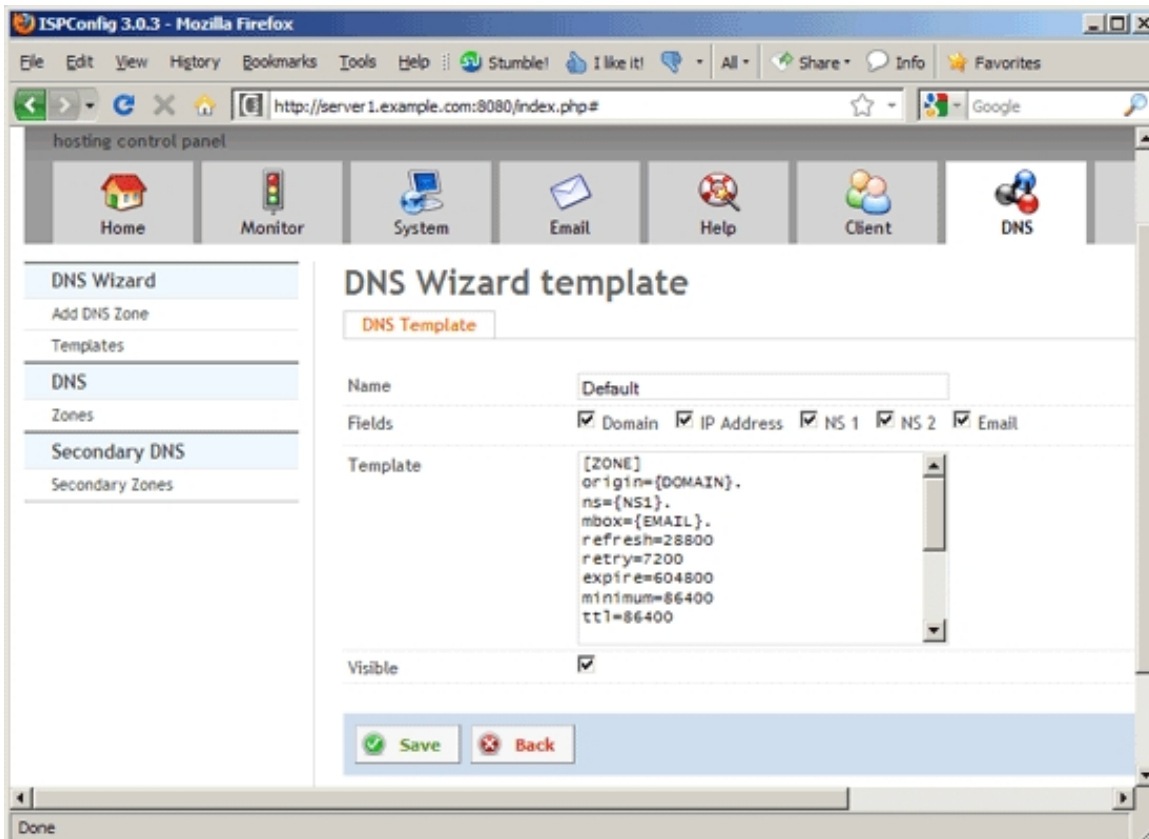 ISPConfig 3.0.3 - Mozilla Firefox
File Edit View History Bookmarks Tools Help Stumble! I like it! All Share Info Favorites
http://server1.example.com:8080/index.php# Google
hosting control panel
Home Monitor System Email Help Client DNS
DNS Wizard
Add DNS Zone
Templates
DNS
Zones
Secondary DNS
Secondary Zones
DNS Wizard template
DNS Template
Name Default
Fields Domain IP Address NS 1 NS 2 Email
Template
[ZONE]
origin={DOMAIN}.
ns={NS1}.
mbox={EMAIL}.
refresh=28800
retry=7200
expire=604800
minimum=86400
ttl=86400
Visible
Save Back
Done